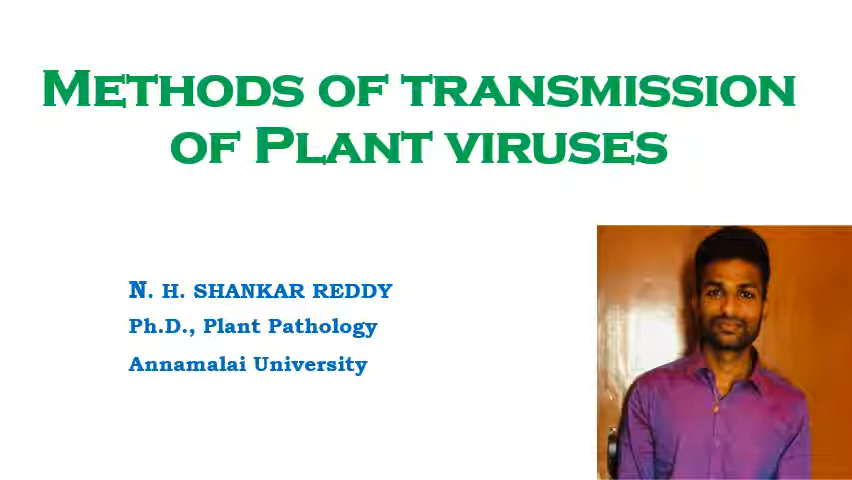 METHODS OF TRANSMISSION
OF PLANT VIRUSES
N. H. SHANKAR REDDY
Ph.D., Plant Pathology
Annamalai University